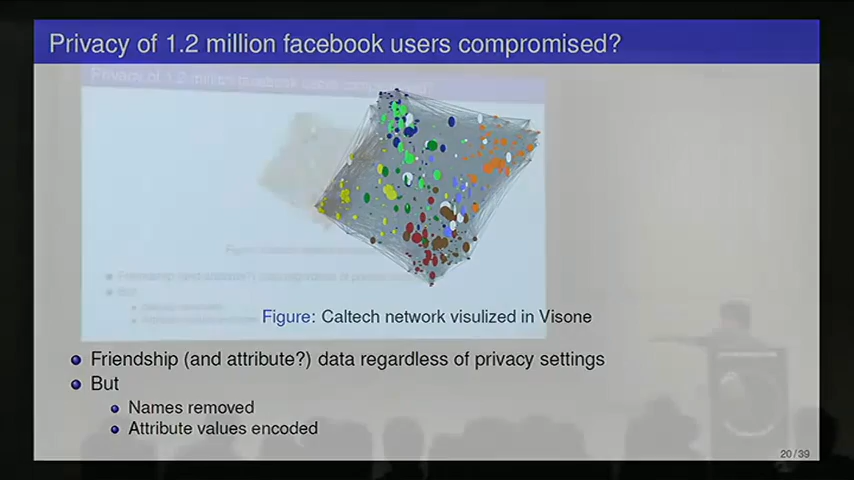 Privacy of 1.2 million facebook users compromised?
Figure: Caltech network visulized in Visone
Friendship (and attribute?) data regardless of privacy settings
But
Names removed
Attribute values encoded
20/39